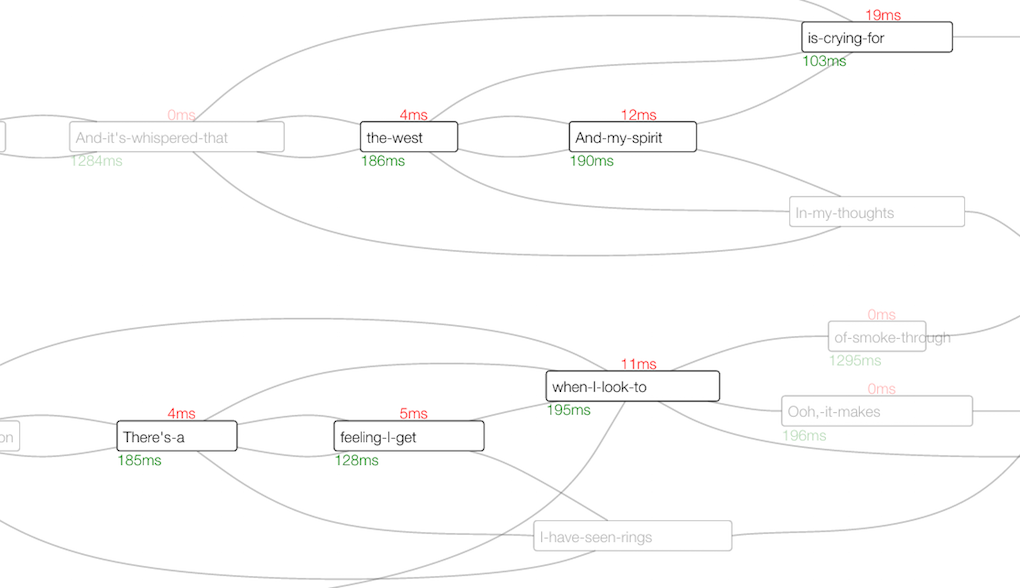 19ms
is-crying-for
103ms
0ms
And-it's-whispered-that
1284ms
4ms
the-west
186ms
12ms
And-my-spirit
190ms
In-my-thoughts
0ms
of-smoke-through
1295ms
11ms
when-I-look-to
195ms
0ms
Ooh,-it-makes
196ms
on
4ms
There's-a
185ms
5ms
feeling-I-get
128ms
I-have-seen-rings